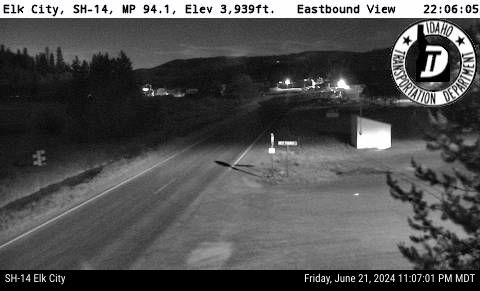 Elk City, SH-14, MP 94.1, Elev 3,939ft.   Eastbound View   22:06:05
IDAHO
TRANSPORTATION DEPARTMENT
SH-14 Elk City
Friday, June 21, 2024 11:07:01 PM MDT